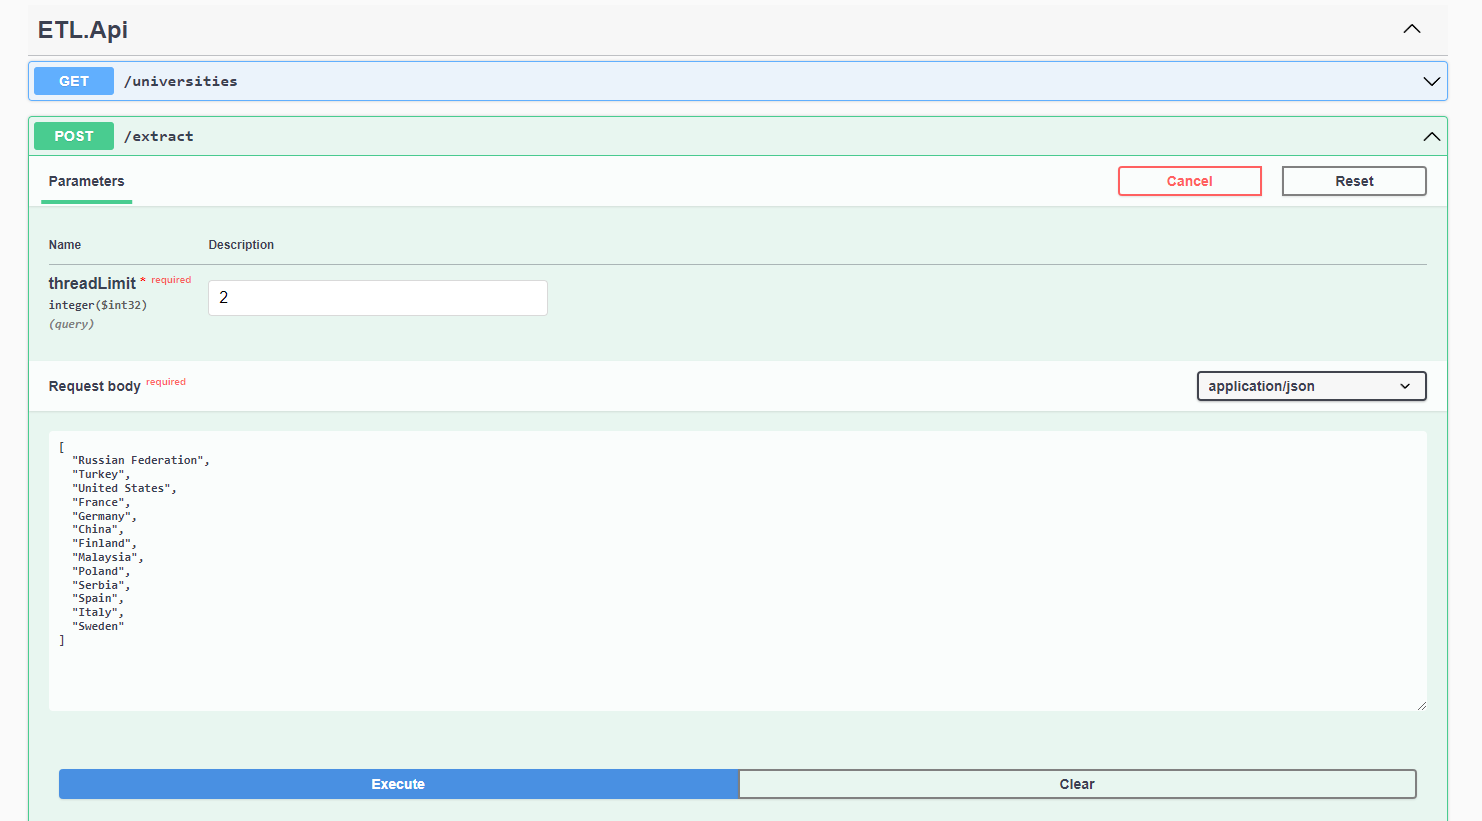 ETL.Api
GET /universities
POST /extract
Parameters
Cancel
Reset
Name Description
threadLimit * required
integer($int32)
(query)
2
Request body required
application/json
[
"Russian Federation",
"Turkey",
"United States",
"France",
"Germany",
"China",
"Finland",
"Malaysia",
"Poland",
"Serbia",
"Spain",
"Italy",
"Sweden"
]
Execute
Clear